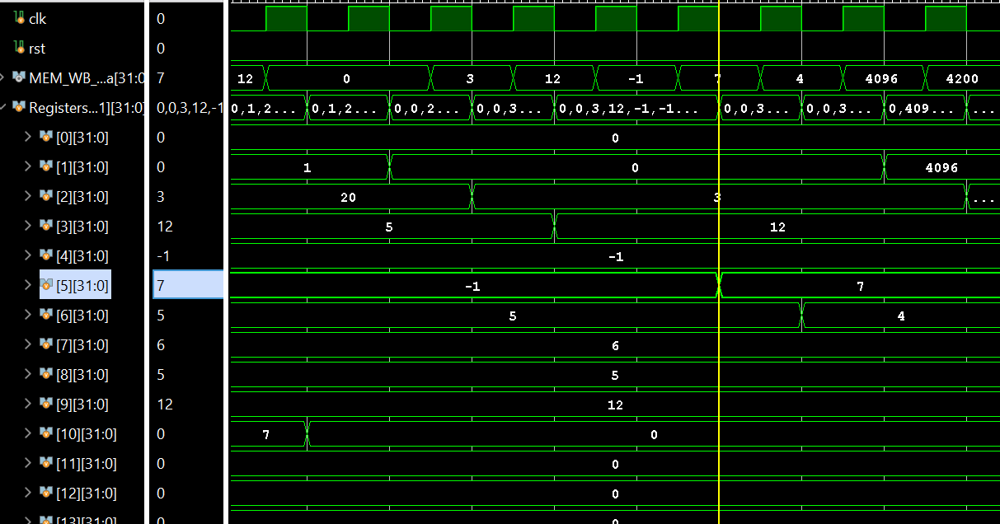 clk 0
rst 0
MEM_WB_...a[31:0 7 12 0 3 12 -1 7 4 4096 4200
Registers...1][31:0] 0,0,3,12,-1 0,1,2... 0,1,2... 0,0,2... 0,0,3... 0,0,3,12,-1,-1... 0,0,3... 0,0,3... 0,409... ...
[0][31:0] 0 0
[1][31:0] 0 1 0 4096
[2][31:0] 3 20 3 ...
[3][31:0] 12 5 12
[4][31:0] -1 -1
[5][31:0] 7 -1 7
[6][31:0] 5 5 4
[7][31:0] 6 6
[8][31:0] 5 5
[9][31:0] 12 12
[10][31:0] 0 7 0
[11][31:0] 0 0
[12][31:0] 0 0
[13][31:0] 0 0